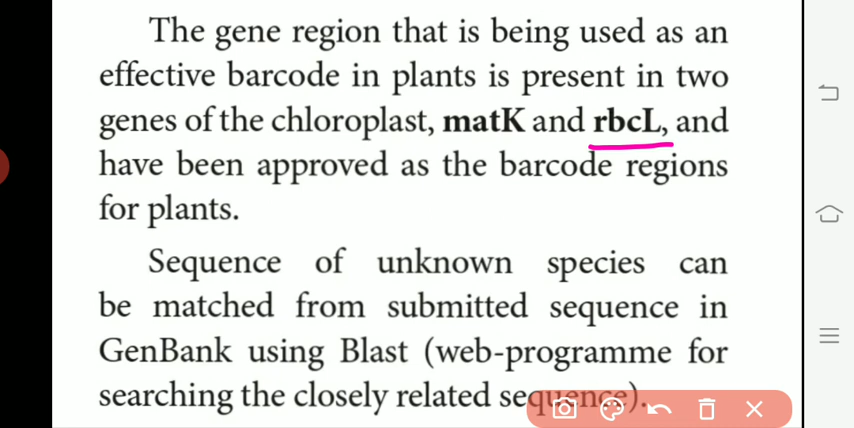 The gene region that is being used as an
effective barcode in plants is present in two
genes of the chloroplast, matK and rbcL, and
have been approved as the barcode regions
for plants.
Sequence of unknown species can
be matched from submitted sequence in
GenBank using Blast (web-programme for
searching the closely related sequence).